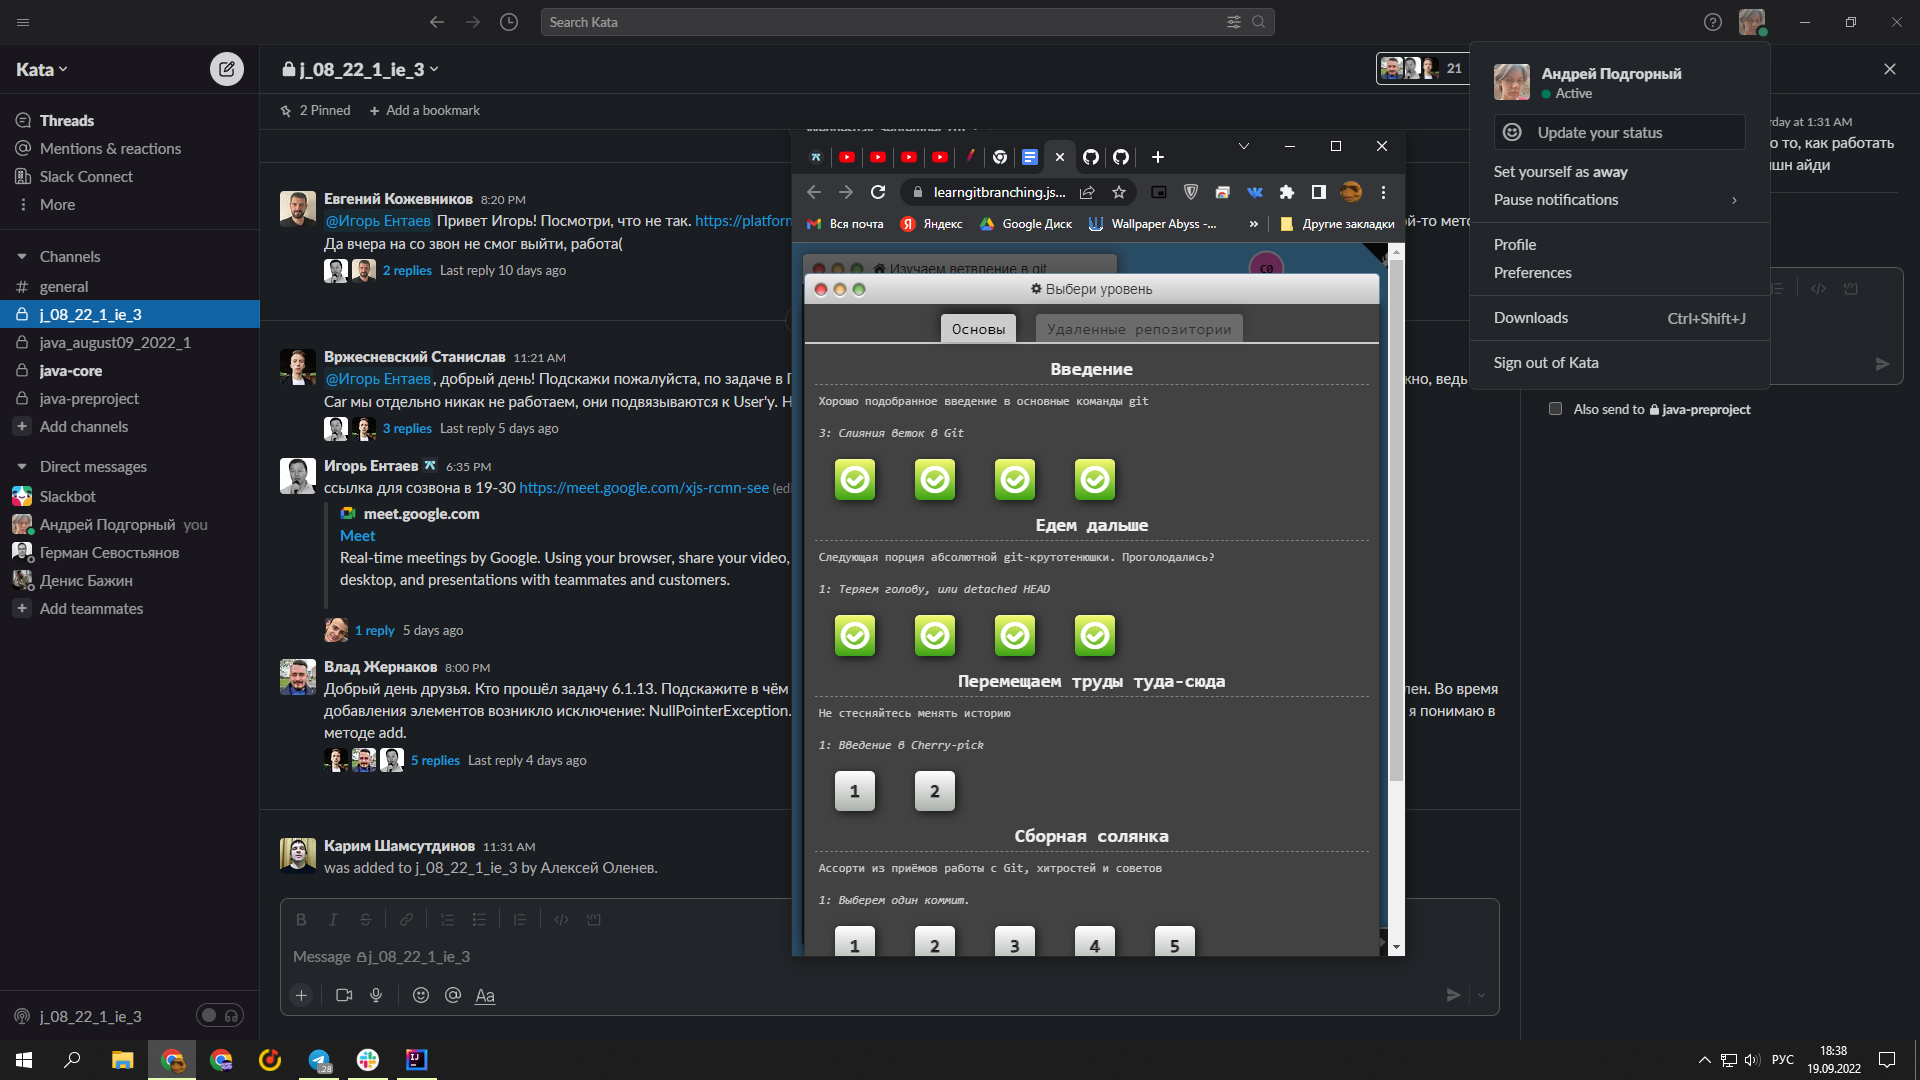 Search Kata
Kata
Threads
Mentions & reactions
Slack Connect
More
Channels
general
j_08_22_1_ie_3
java_august09_2022_1
java-core
java-preproject
Add channels
Direct messages
Slackbot
Андрей Подгорный you
Герман Севостьянов
Денис Бажин
Add teammates
j_08_22_1_ie_3
j_08_22_1_ie_3
21
2 Pinned
Add a bookmark
Евгений Кожевников 8:20 PM
@Игорь Ентаев Привет Игорь! Посмотри, что не так. https://platform
Да вчера на со звон не смог выйти, работа(
2 replies Last reply 10 days ago
Вржесневский Станислав 11:21 AM
@Игорь Ентаев, добрый день! Подскажи пожалуйста, по задаче в
Car мы отдельно никак не работаем, они подвязываются к User'у.
3 replies Last reply 5 days ago
Игорь Ентаев 6:35 PM
ссылка для созвона в 19-30 https://meet.google.com/xjs-rcmn-see (edi
meet.google.com
Meet
Real-time meetings by Google. Using your browser, share your video,
desktop, and presentations with teammates and customers.
1 reply 5 days ago
Влад Жернаков 8:00 PM
Добрый день друзья. Кто прошёл задачу 6.1.13. Подскажите в чём
лен. Во время
добавления элементов возникло исключение: NullPointerException.
я понимаю в
методе add.
5 replies Last reply 4 days ago
Карим Шамсутдинов 11:31 AM
was added to j_08_22_1_ie_3 by Алексей Оленев.
Message j_08_22_1_ie_3
Aa
learngitbranching.js...
Вся почта
Яндекс
Google Диск
Wallpaper Abyss -...
»
Другие закладки
Изучаем ветвление в git
C0
Выбери уровень
Основы
Удаленные репозитории
Введение
Хорошо подобранное введение в основные команды git
3: Слияния веток в Git
Едем дальше
Следующая порция абсолютной git-крутотенюшки. Проголодались?
1: Теряем голову, или detached HEAD
Перемещаем труды туда-сюда
Не стесняйтесь менять историю
1: Введение в Cherry-pick
1 2
Сборная солянка
Ассорти из приёмов работы с Git, хитростей и советов
1: Выберем один коммит.
1 2 3 4 5
Андрей Подгорный
Active
Update your status
Set yourself as away
Pause notifications
Profile
Preferences
Downloads Ctrl+Shift+J
Sign out of Kata
rday at 1:31 AM
о то, как работать
ишн айди
Also send to java-preproject
28
РУС
18:38
19.09.2022